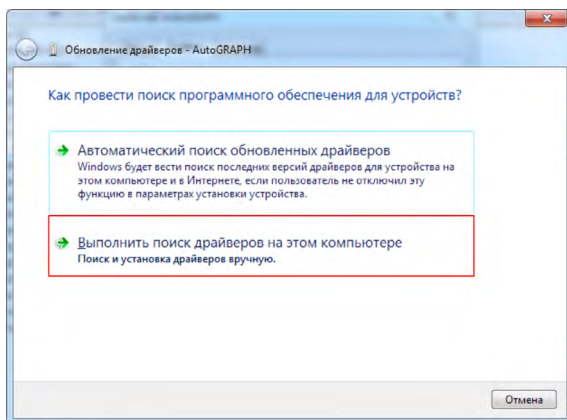 Обновление драйверов - AutoGRAPH
Как провести поиск программного обеспечения для устройств?
Автоматический поиск обновленных драйверов
Windows будет вести поиск последних версий драйверов для устройства на
этом компьютере и в Интернете, если пользователь не отключил эту
функцию в параметрах установки устройства.
Выполнить поиск драйверов на этом компьютере
Поиск и установка драйверов вручную.
Отмена